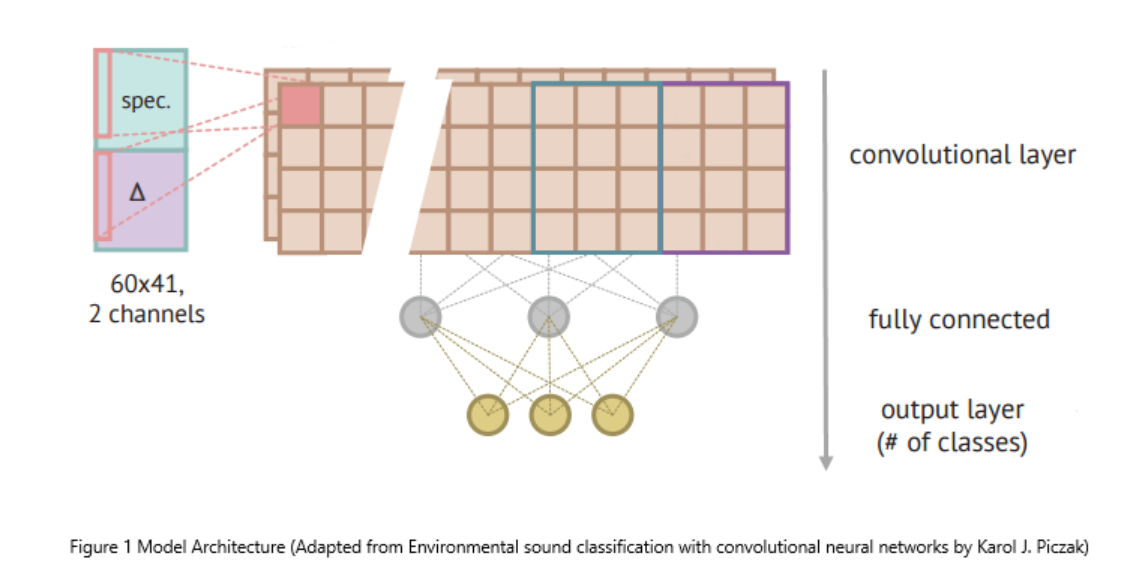 spec.
Δ
60x41,
2 channels
convolutional layer
fully connected
output layer
(# of classes)
Figure 1 Model Architecture (Adapted from Environmental sound classification with convolutional neural networks by Karol J. Piczak)